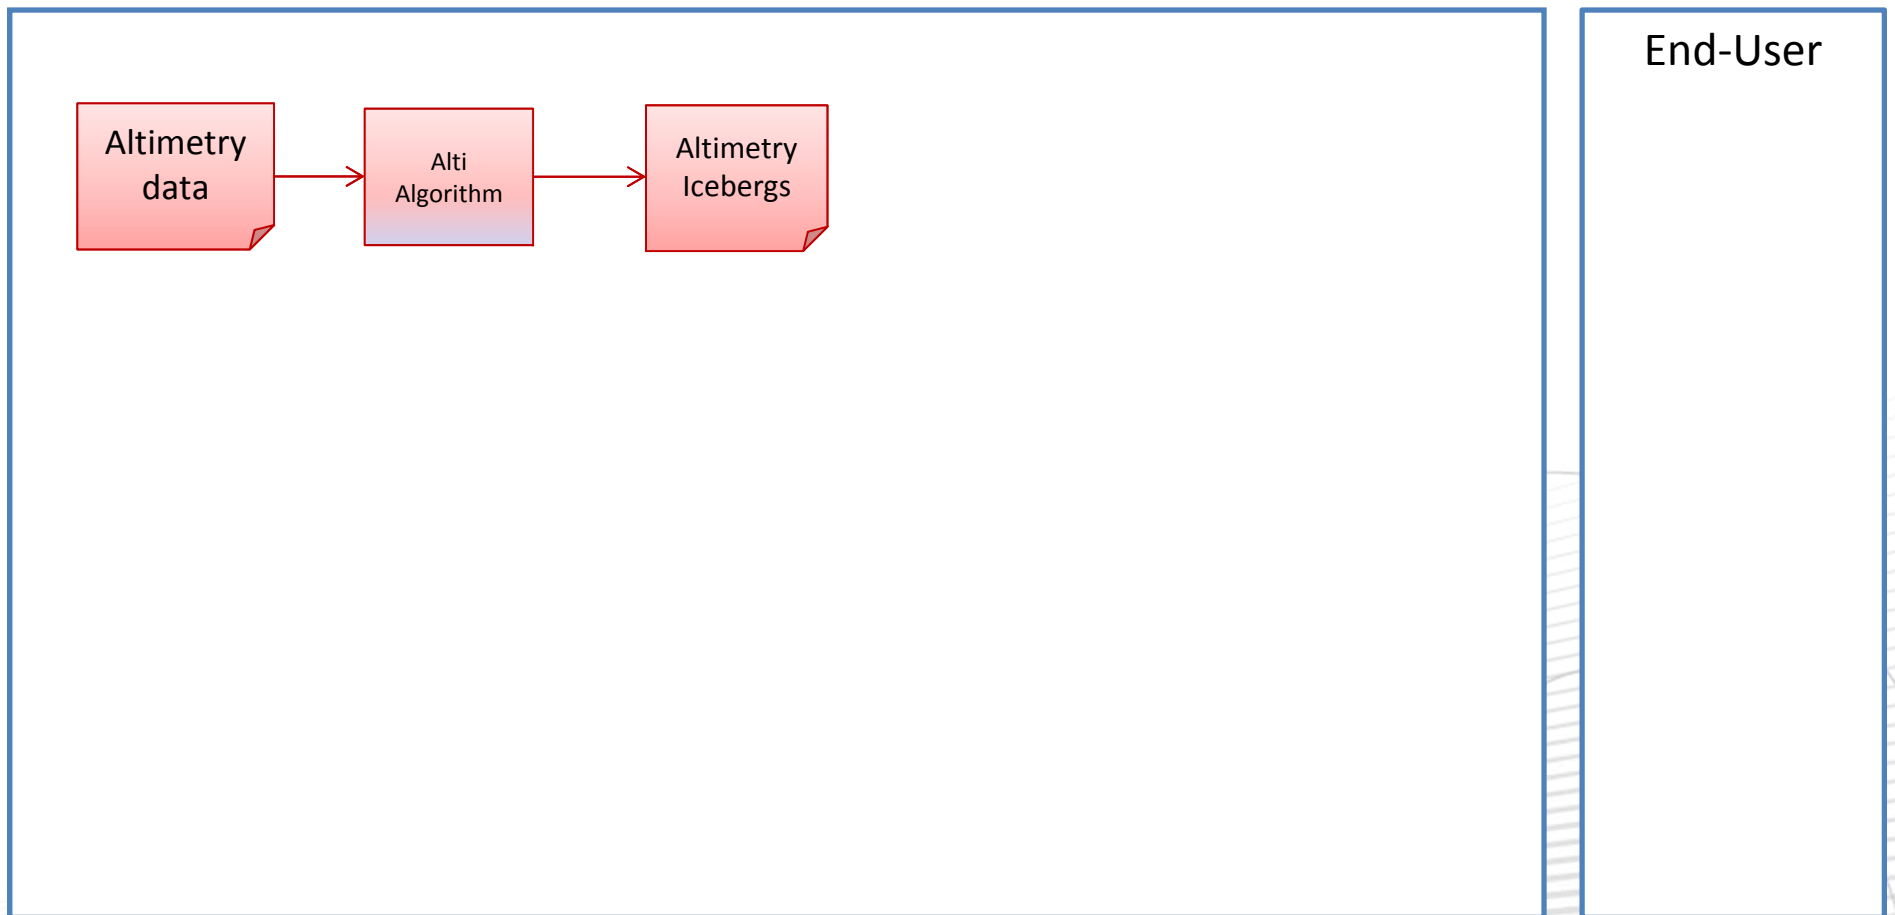 End-User
Altimetry
data
Alti
Algorithm
Altimetry
Icebergs